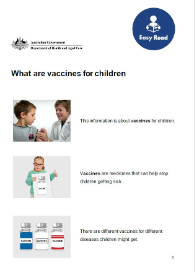 Australian Government
Department of Health and Aged Care
Easy Read
What are vaccines for children
This information is about vaccines for children.
Vaccines are medicines that can help stop
children getting sick.
There are different vaccines for different
diseases children might get.
1